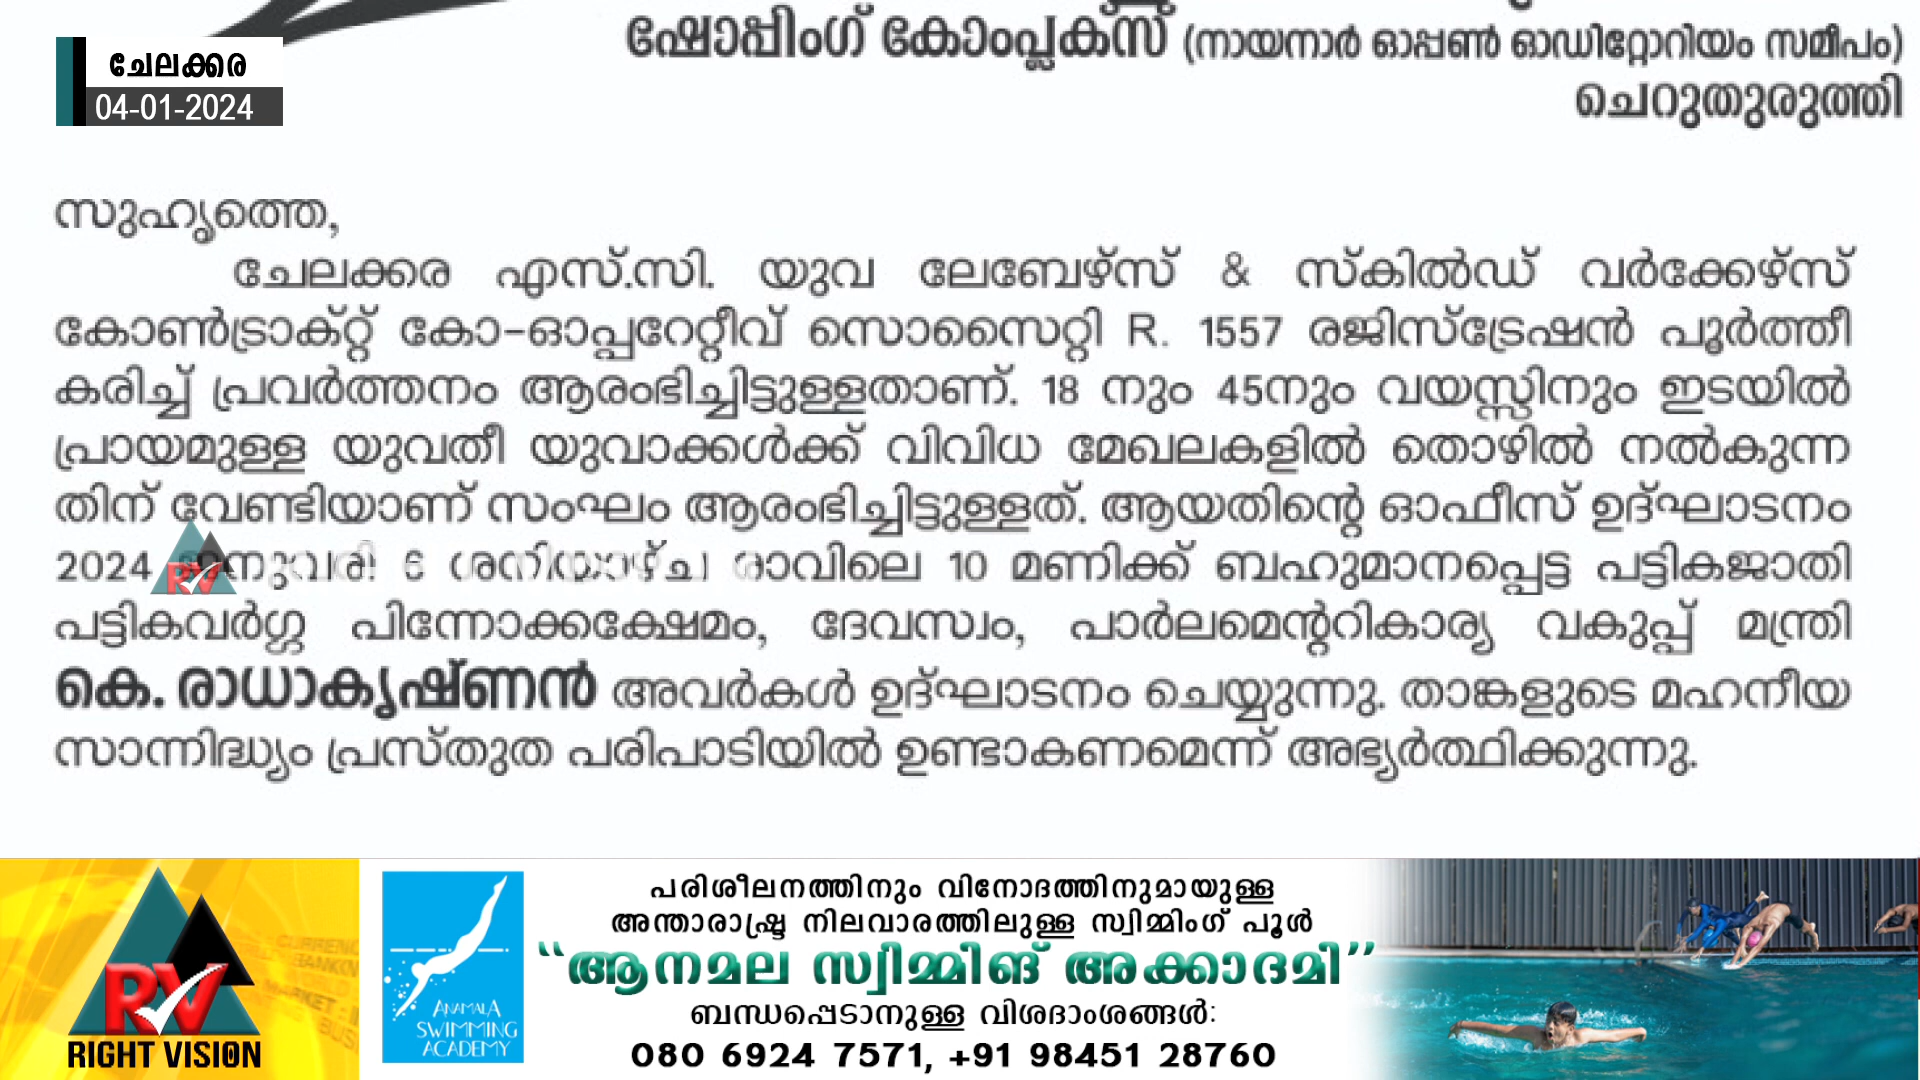 ഷോപ്പിംഗ് കോംപ്ലക്സ് (നായനാർ ഓപ്പൺ ഓഡിറ്റോറിയം സമീപം)
ചെറുതുരുത്തി
ചേലക്കര
04-01-2024
സുഹൃത്തെ,
ചേലക്കര എസ്.സി. യുവ ലേബേഴ്സ് & സ്കിൽഡ് വർക്കേഴ്സ്
കോൺട്രാക്റ്റ് കോ-ഓപ്പറേറ്റീവ് സൊസൈറ്റി R. 1557 രജിസ്ട്രേഷൻ പൂർത്തീ
കരിച്ച് പ്രവർത്തനം ആരംഭിച്ചിട്ടുള്ളതാണ്. 18 നും 45നും വയസ്സിനും ഇടയിൽ
പ്രായമുള്ള യുവതീ യുവാക്കൾക്ക് വിവിധ മേഖലകളിൽ തൊഴിൽ നൽകുന്ന
തിന് വേണ്ടിയാണ് സംഘം ആരംഭിച്ചിട്ടുള്ളത്. ആയതിന്റെ ഓഫീസ് ഉദ്ഘാടനം
2024 ജനുവരി 6 ശനിയാഴ്ച രാവിലെ 10 മണിക്ക് ബഹുമാനപ്പെട്ട പട്ടികജാതി
പട്ടികവർഗ്ഗ പിന്നോക്കക്ഷേമം, ദേവസ്വം, പാർലമെന്ററികാര്യ വകുപ്പ് മന്ത്രി
കെ. രാധാകൃഷ്ണൻ അവർകൾ ഉദ്ഘാടനം ചെയ്യുന്നു. താങ്കളുടെ മഹനീയ
സാന്നിദ്ധ്യം പ്രസ്തുത പരിപാടിയിൽ ഉണ്ടാകണമെന്ന് അഭ്യർത്ഥിക്കുന്നു.
RV
RV
RIGHT VISION
ANAMALA
SWIMMING
ACADEMY
പരിശീലനത്തിനും വിനോദത്തിനുമായുള്ള
അന്താരാഷ്ട്ര നിലവാരത്തിലുള്ള സ്വിമ്മിംഗ് പൂൾ
“ആനമല സ്വിമ്മിങ് അക്കാദമി”
ബന്ധപ്പെടാനുള്ള വിശദാംശങ്ങൾ:
080 6924 7571, +91 98451 28760